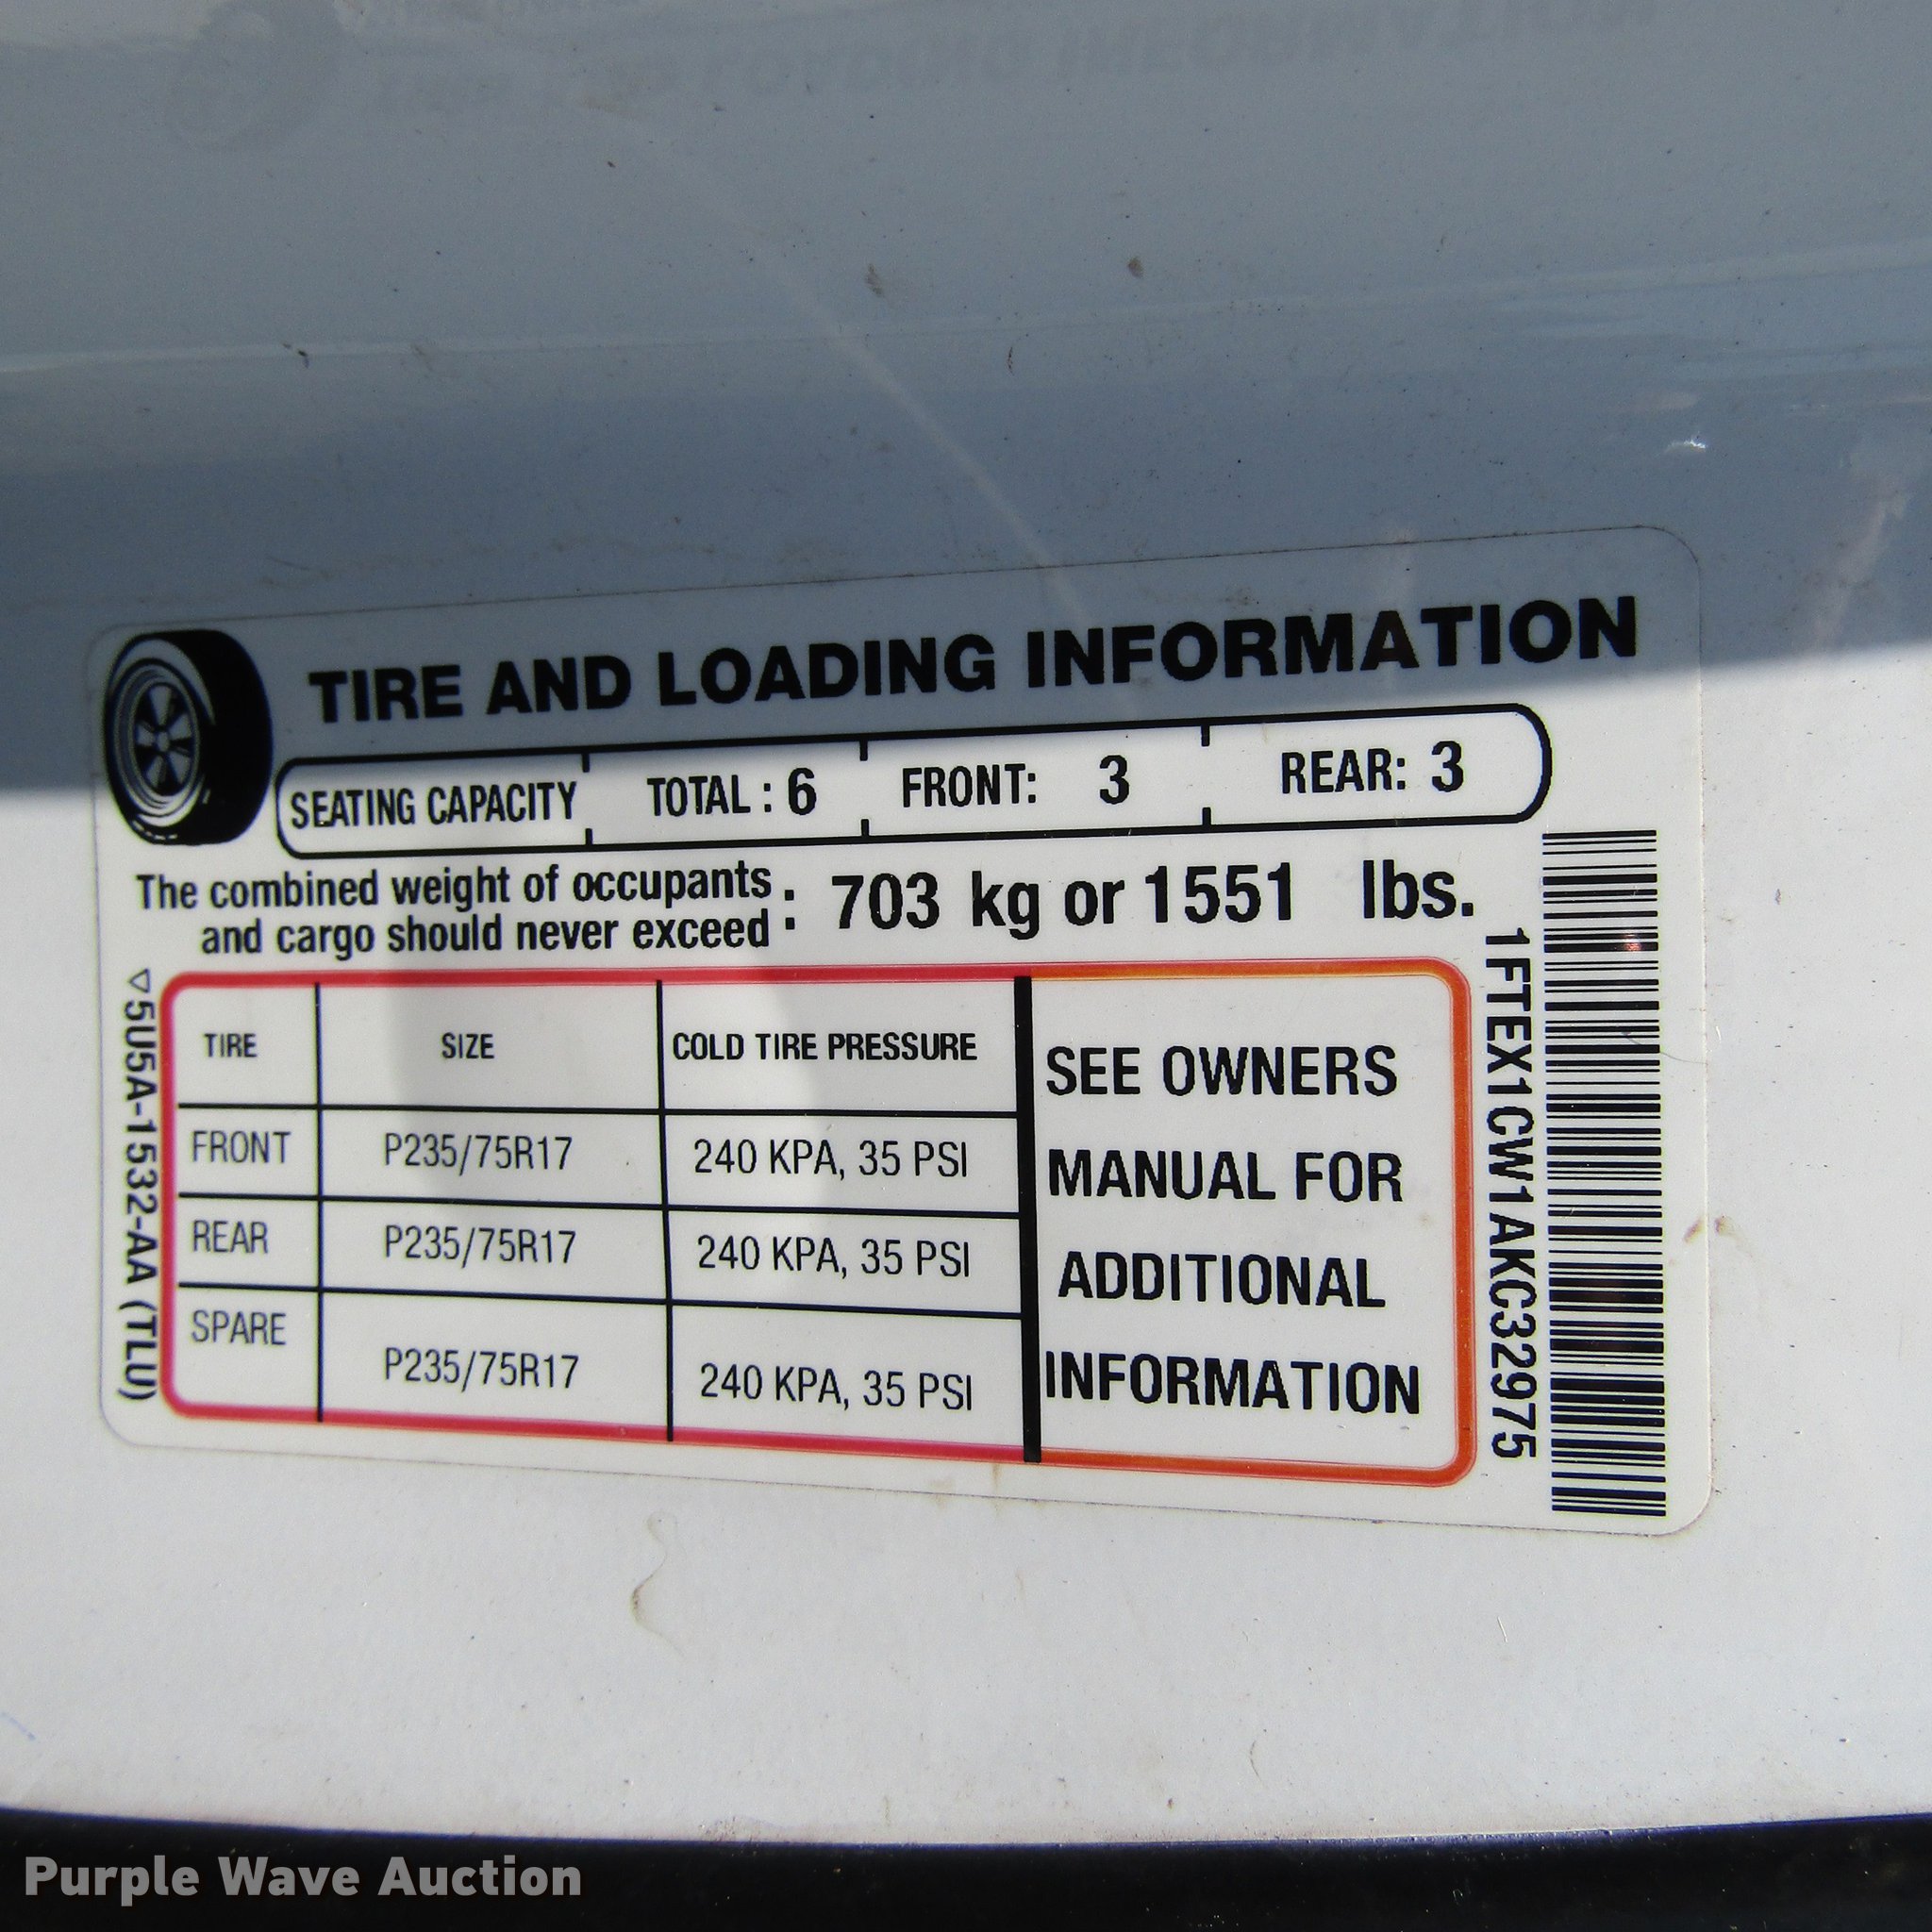 TIRE AND LOADING INFORMATION
SEATING CAPACITY TOTAL : 6 FRONT: 3 REAR: 3
The combined weight of occupants
and cargo should never exceed : 703 kg or 1551 lbs.
TIRE SIZE COLD TIRE PRESSURE
FRONT P235/75R17 240 KPA, 35 PSI
REAR P235/75R17 240 KPA, 35 PSI
SPARE P235/75R17 240 KPA, 35 PSI
SEE OWNERS
MANUAL FOR
ADDITIONAL
INFORMATION
5U5A-1532-AA (TLU)
1FTEX1CW1AKC32975
Purple Wave Auction